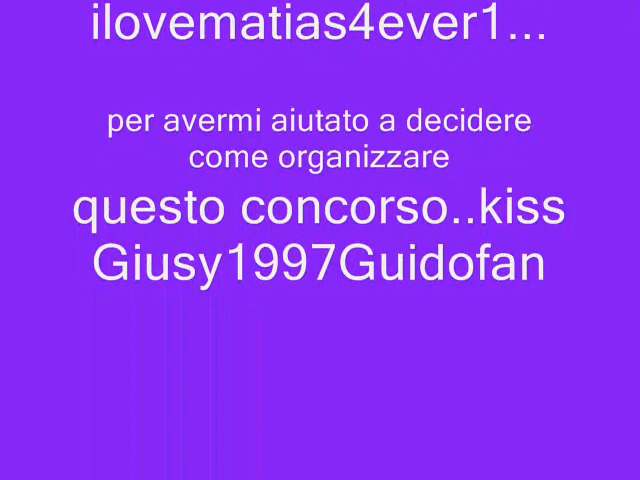 ilovematias4ever1...
per avermi aiutato a decidere
come organizzare
questo concorso..kiss
Giusy1997Guidofan